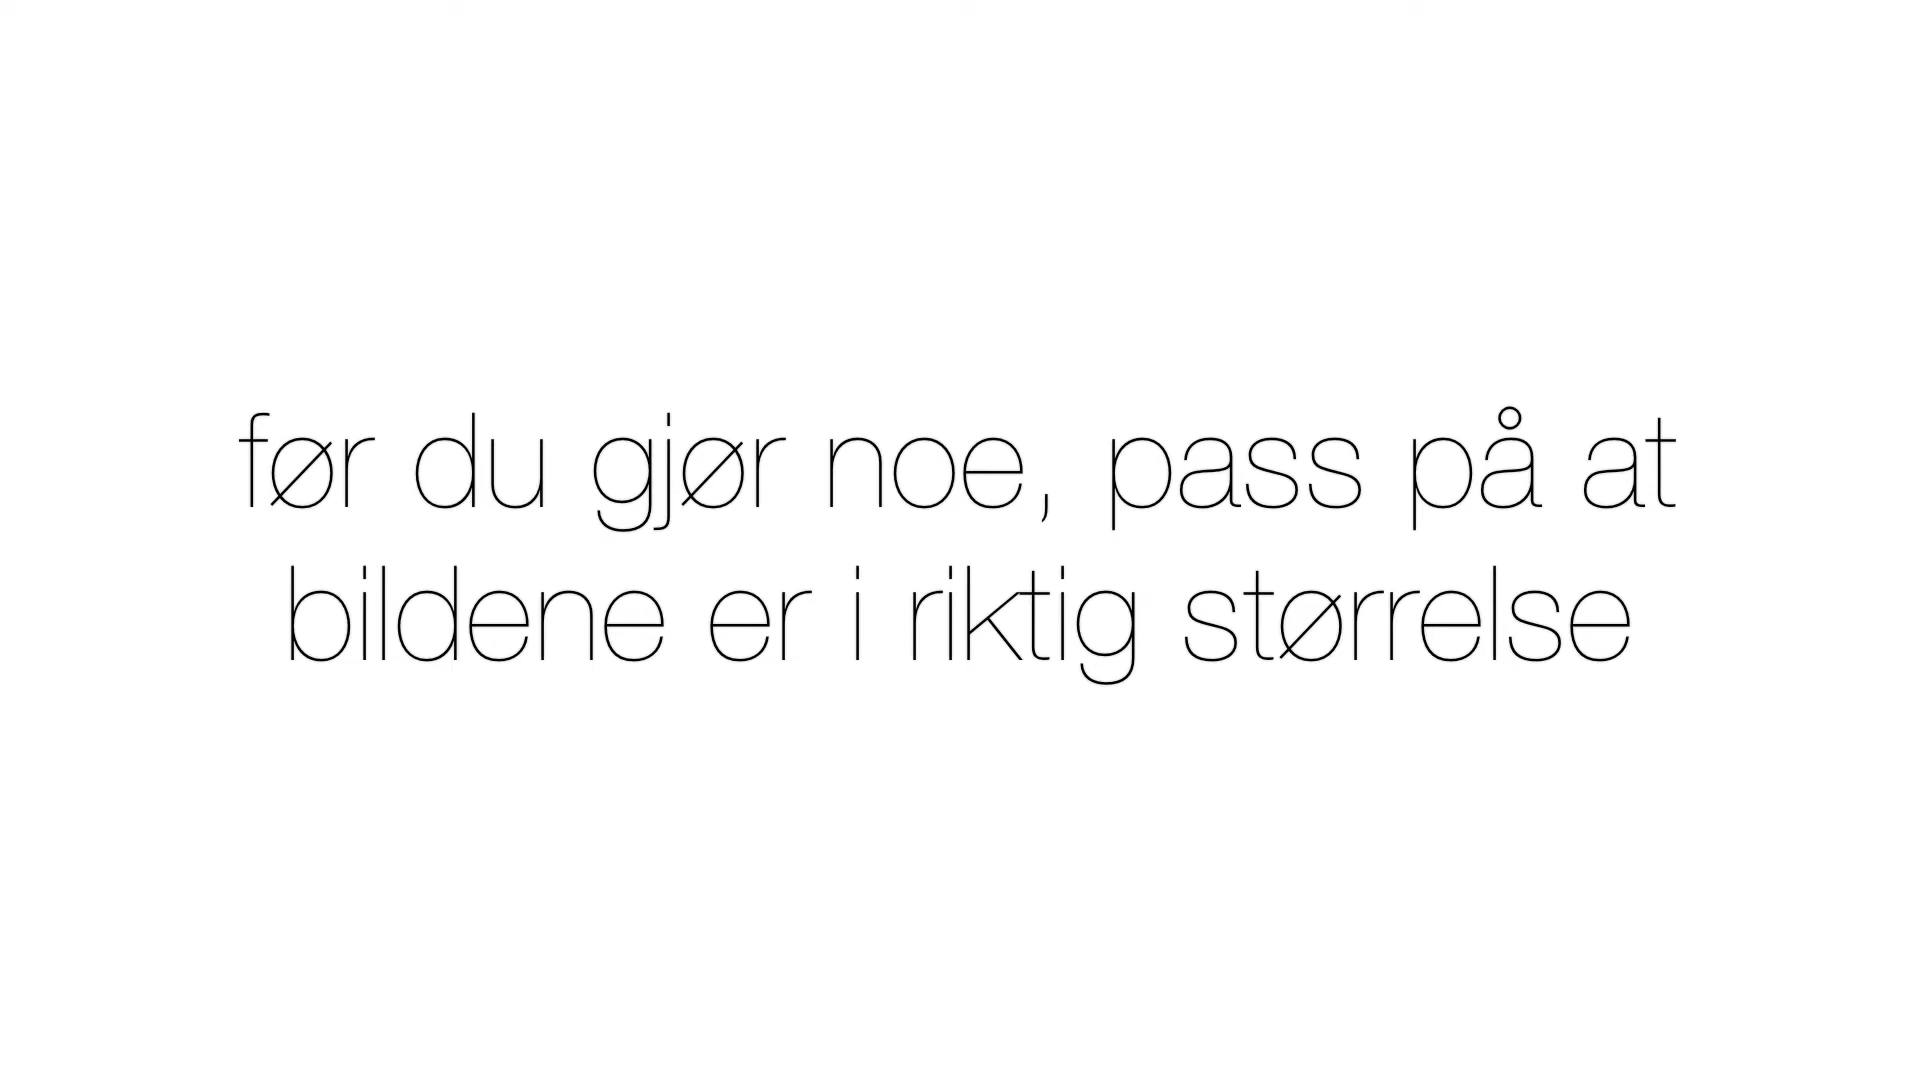 før du gjør noe, pass på at
bildene er i riktig størrelse